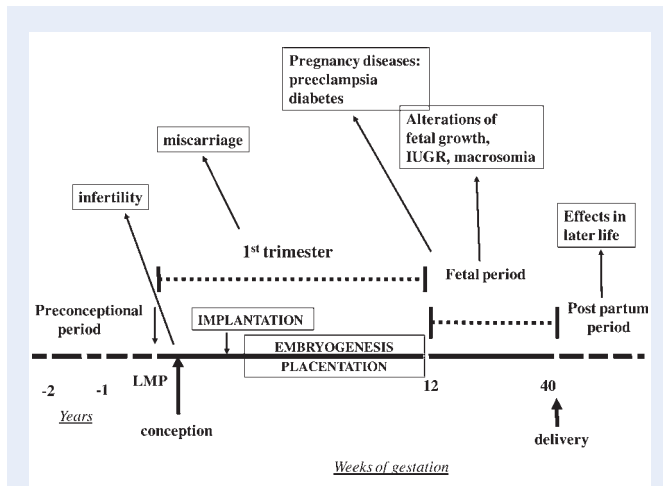 Pregnancy diseases:
preeclampsia
diabetes
Alterations of
fetal growth,
IUGR, macrosomia
miscarriage
infertility
Effects in
later life
1st trimester
Fetal period
Preconceptional
period
IMPLANTATION
Post partum
period
EMBRYOGENESIS
PLACENTATION
-2
-1
LMP
12
40
Years
conception
delivery
Weeks of gestation